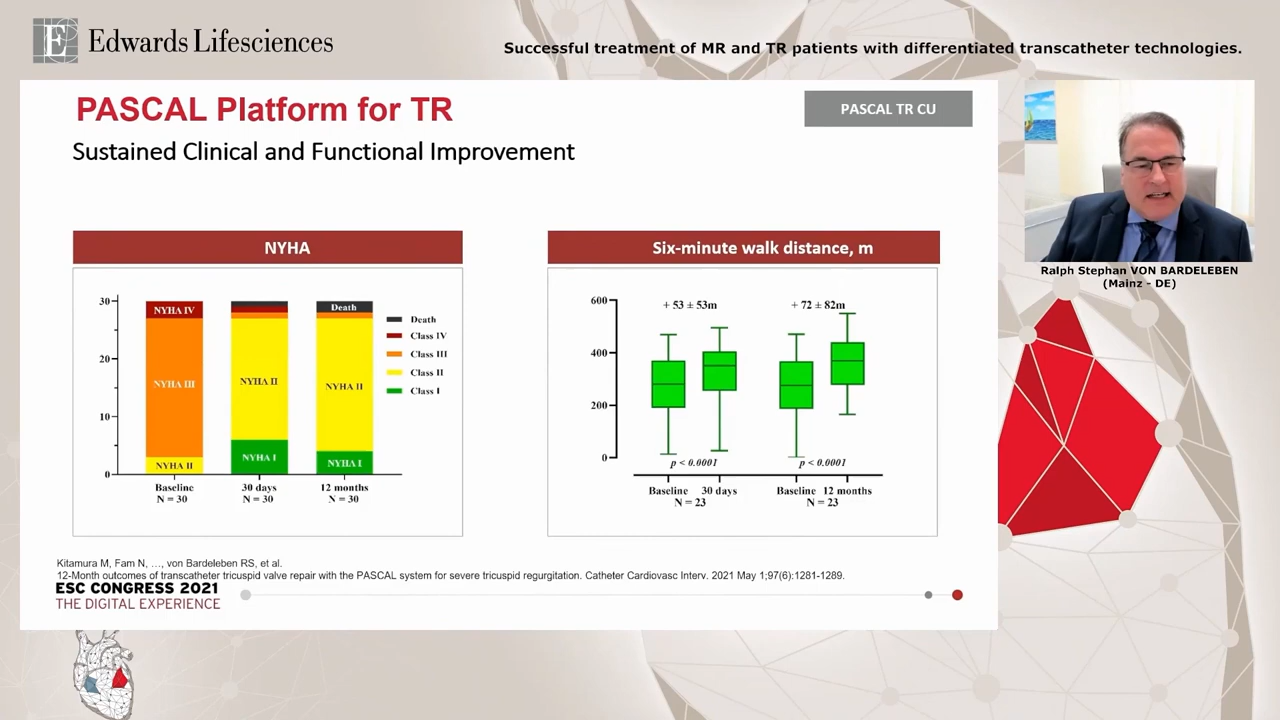 E Edwards Lifesciences
Successful treatment of MR and TR patients with differentiated transcatheter technologies.
PASCAL Platform for TR
PASCAL TR CU
Sustained Clinical and Functional Improvement
NYHA
30
20
10
0
NYHA IV
NYHA III
NYHA II
NYHA II
NYHA I
Death
NYHA II
NYHA I
Death
Class IV
Class III
Class II
Class I
Baseline 30 days 12 months
N = 30 N = 30 N = 30
Six-minute walk distance, m
600
400
200
0
+ 53 ± 53m + 72 ± 82m
p < 0.0001 p < 0.0001
Baseline 30 days Baseline 12 months
N = 23 N = 23
Ralph Stephan VON BARDELEBEN
(Mainz - DE)
Kitamura M, Fam N, …, von Bardeleben RS, et al.
12-Month outcomes of transcatheter tricuspid valve repair with the PASCAL system for severe tricuspid regurgitation. Catheter Cardiovasc Interv. 2021 May 1;97(6):1281-1289.
ESC CONGRESS 2021
THE DIGITAL EXPERIENCE